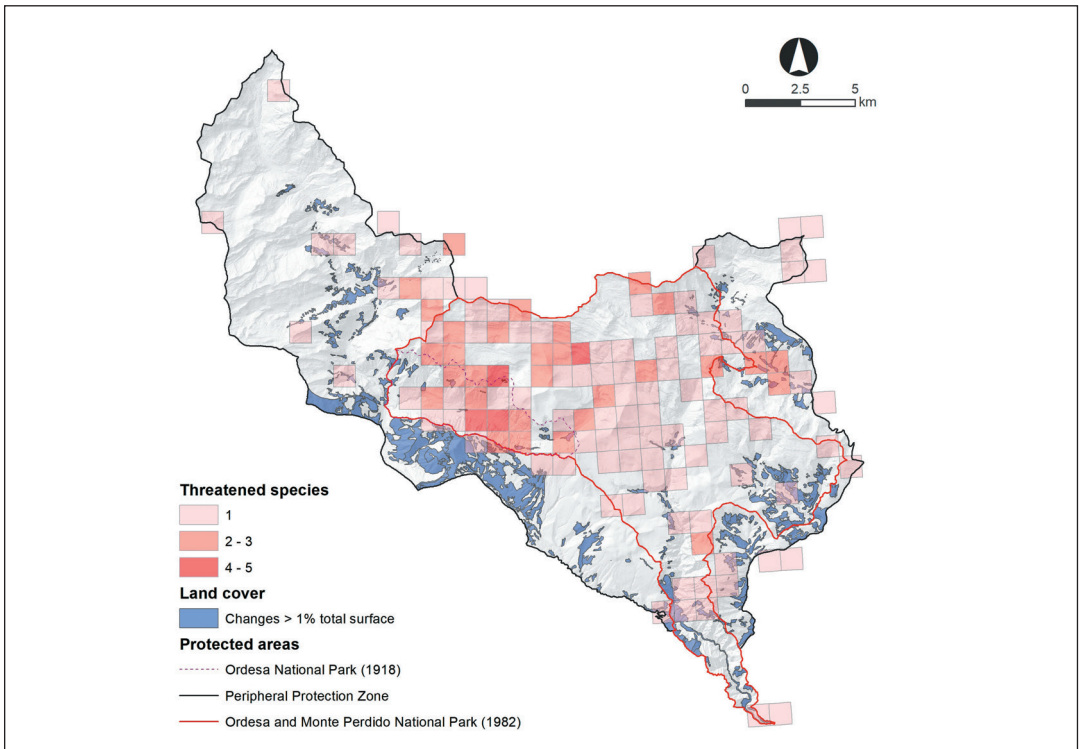 0 2.5 5
km
Threatened species
1
2 - 3
4 - 5
Land cover
Changes > 1% total surface
Protected areas
Ordesa National Park (1918)
Peripheral Protection Zone
Ordesa and Monte Perdido National Park (1982)